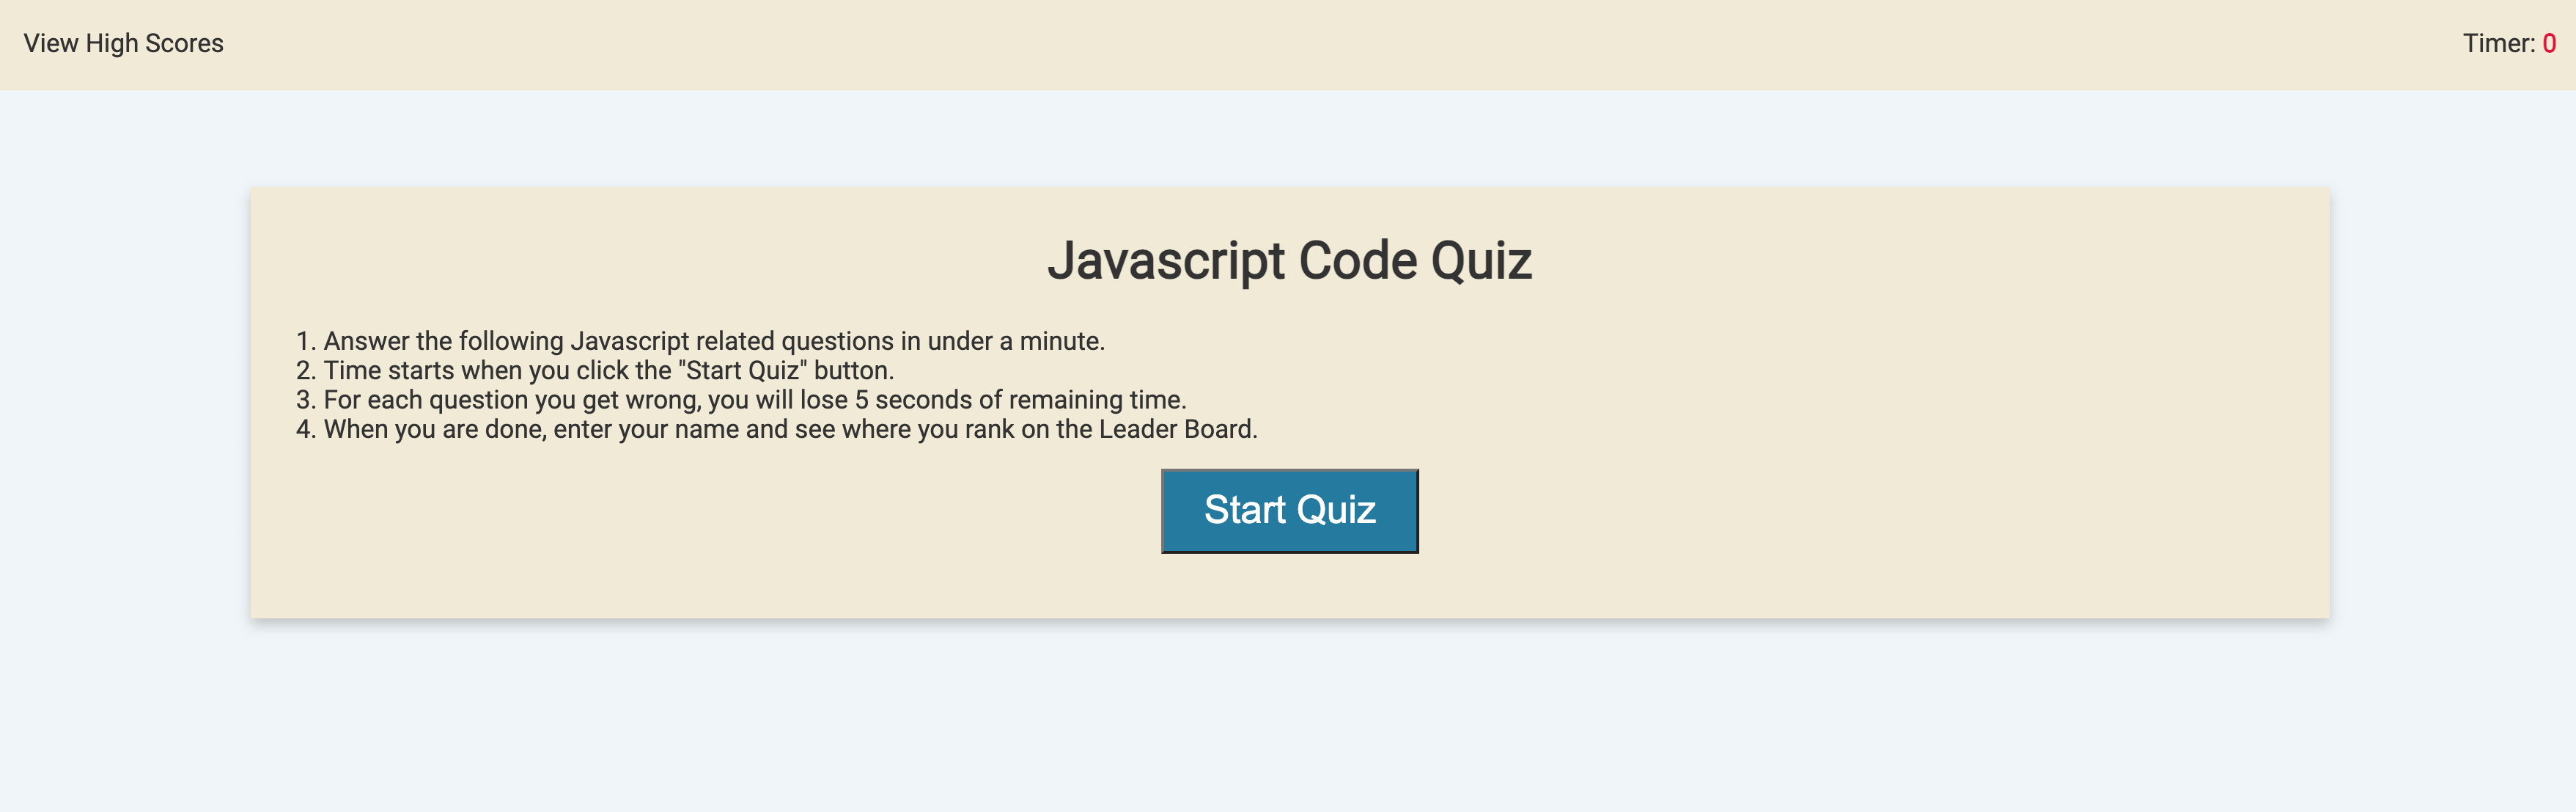 View High Scores
Timer: 0
Javascript Code Quiz
1. Answer the following Javascript related questions in under a minute.
2. Time starts when you click the "Start Quiz" button.
3. For each question you get wrong, you will lose 5 seconds of remaining time.
4. When you are done, enter your name and see where you rank on the Leader Board.
Start Quiz